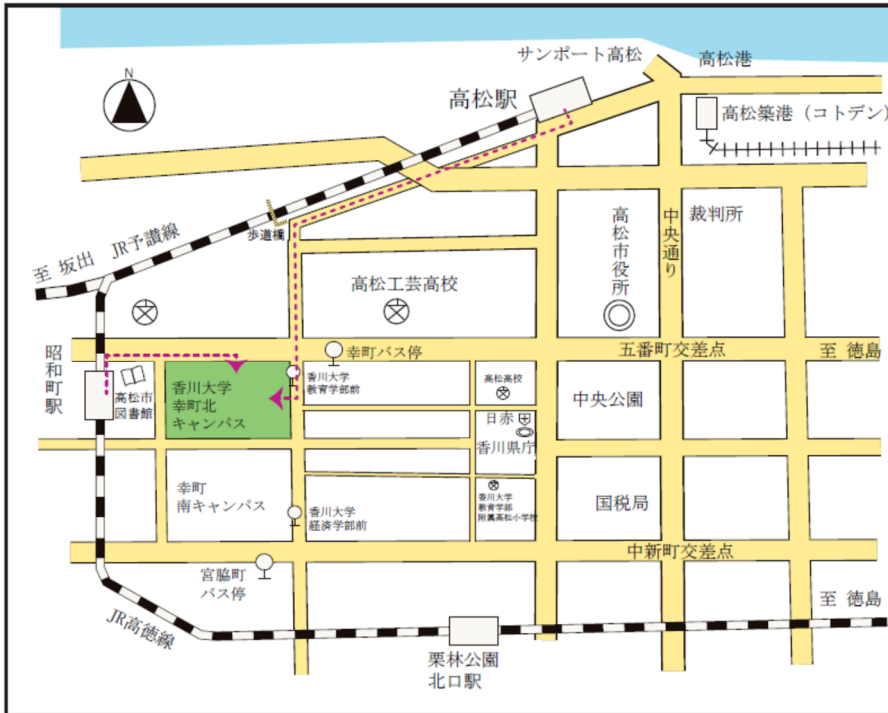 サンポート高松
高松港
N
高松駅
高松築港（コトデン）
歩道橋
至 坂出 JR予讃線
高松市役所
中央通り
裁判所
高松工芸高校
昭和町駅
幸町バス停
五番町交差点
至 徳島
高松市
図書館
香川大学
幸町北
キャンパス
香川大学
教育学部前
高松高校
中央公園
日赤
香川県庁
幸町
南キャンパス
香川大学
経済学部前
香川大学
教育学部
附属高松小学校
国税局
宮脇町
バス停
中新町交差点
JR高徳線
至 徳島
栗林公園
北口駅